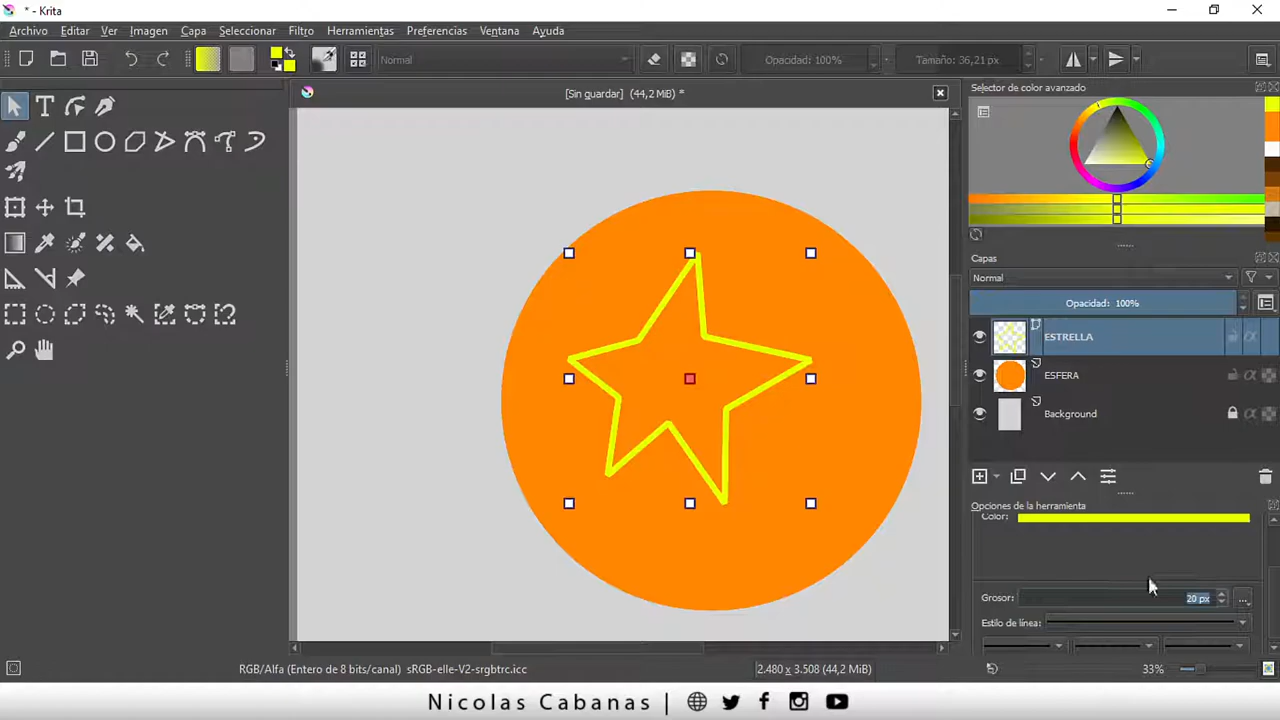 * - Krita
Archivo Editar Ver Imagen Capa Seleccionar Filtro Herramientas Preferencias Ventana Ayuda
Normal Opacidad: 100% Tamaño: 36,21 px
[Sin guardar] (44,2 MiB) *
Selector de color avanzado
Capas
Normal
Opacidad: 100%
ESTRELLA
ESFERA
Background
Opciones de la herramienta
Color:
Grosor: 20 px
Estilo de línea:
RGB/Alfa (Entero de 8 bits/canal) sRGB-elle-V2-srgbtrc.icc 2.480 x 3.508 (44,2 MiB) 33%
Nicolas Cabanas |